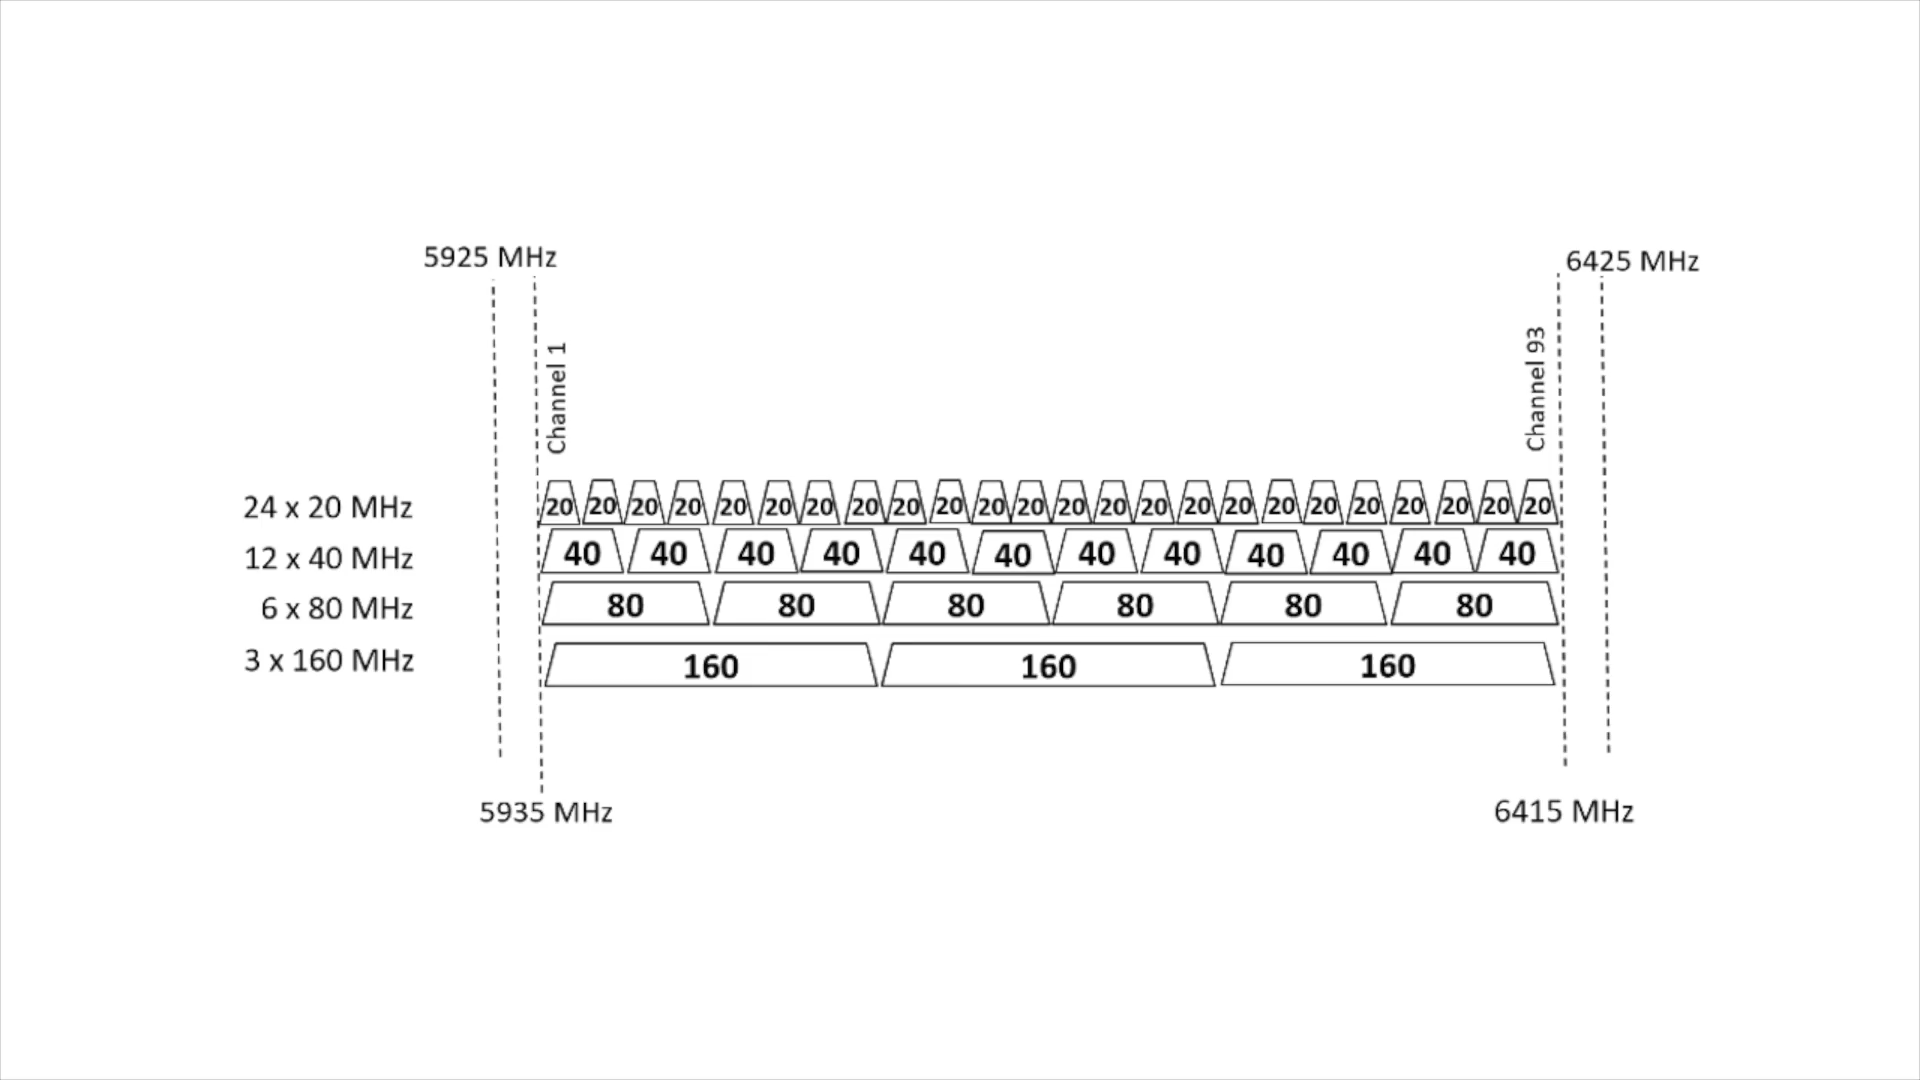 5925 MHz
6425 MHz
Channel 1
Channel 93
24 x 20 MHz
20 20 20 20 20 20 20 20 20 20 20 20 20 20 20 20 20 20 20 20 20 20 20 20
12 x 40 MHz
40 40 40 40 40 40 40 40 40 40 40 40
6 x 80 MHz
80 80 80 80 80 80
3 x 160 MHz
160 160 160
5935 MHz
6415 MHz